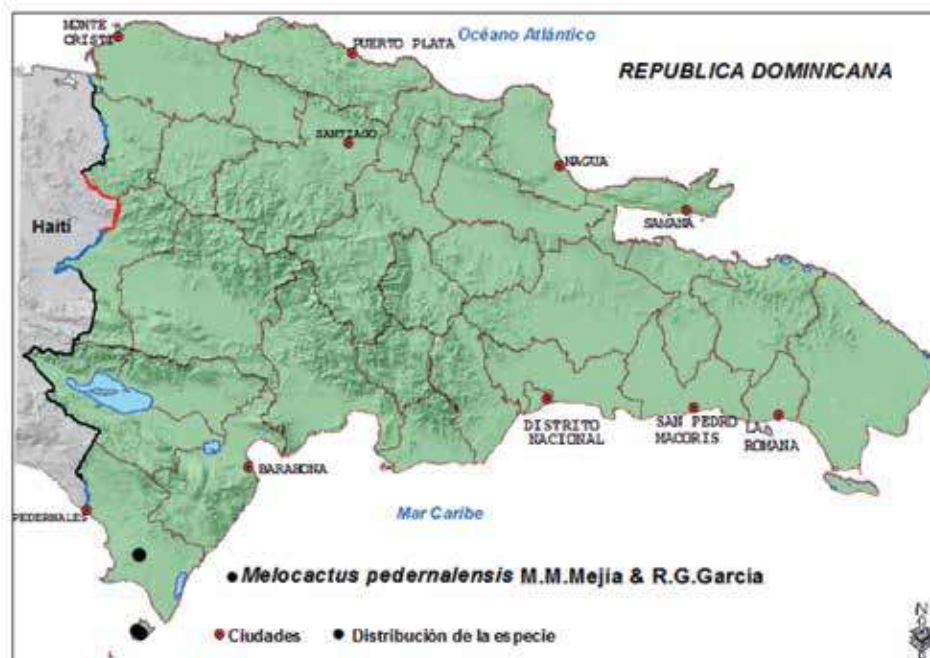 MONTE
CRISTI
Océano Atlántico
PUERTO PLATA
REPUBLICA DOMINICANA
SANTIAGO
NAGUA
SAMANA
Haití
DISTRITO
NACIONAL
SAN PEDRO
MACORIS
LA
ROMANA
BARAHONA
PEDERNALES
Mar Caribe
Melocactus pedernalensis M.M.Mejía & R.G.García
Ciudades
Distribución de la especie
N